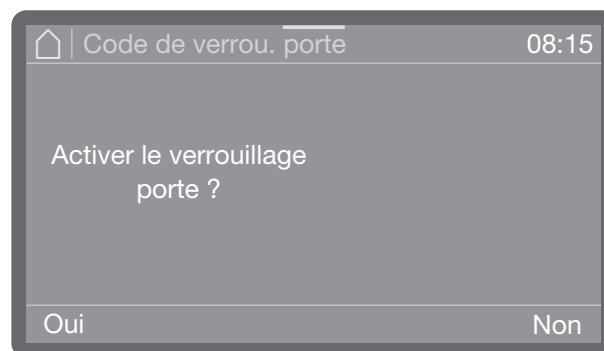 Code de verrou. porte 08:15
Activer le verrouillage
porte ?
Oui Non